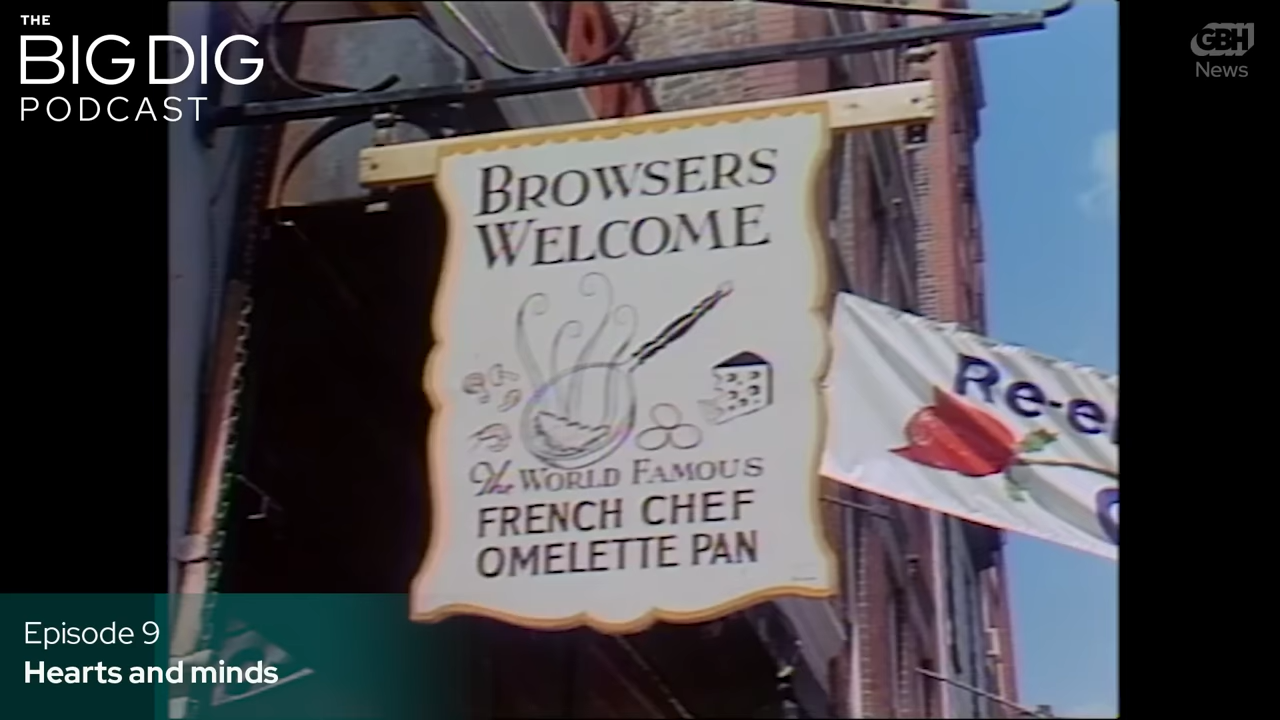 THE
BIG DIG
PODCAST
GBH
News
BROWSERS
WELCOME
The WORLD FAMOUS
FRENCH CHEF
OMELETTE PAN
Re-e
Episode 9
Hearts and minds